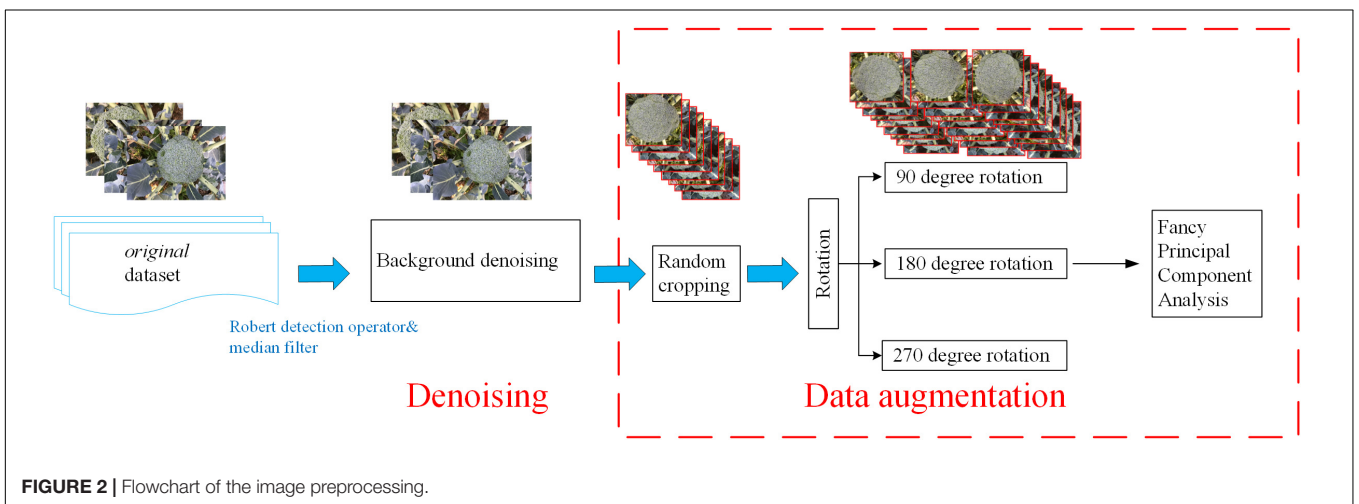 original
dataset
Robert detection operator&
median filter
Background denoising
Denoising
Random
cropping
Rotation
90 degree rotation
180 degree rotation
270 degree rotation
Fancy
Principal
Component
Analysis
Data augmentation
FIGURE 2 | Flowchart of the image preprocessing.